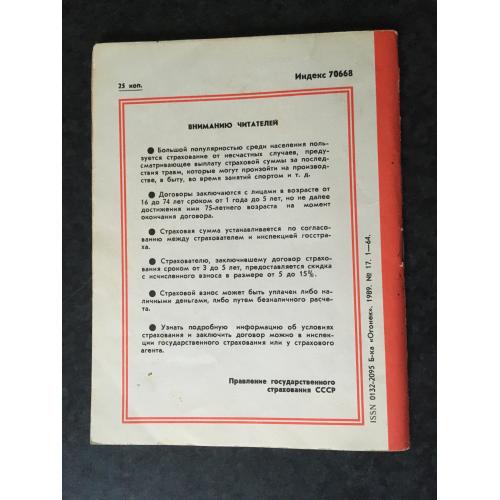 25 коп.
Индекс 70668
ВНИМАНИЮ ЧИТАТЕЛЕЙ
● Большой популярностью среди населения поль-
зуется страхование от несчастных случаев, преду-
сматривающее выплату страховой суммы за послед-
ствия травм, которые могут произойти на производ-
стве, в быту, во время занятий спортом и т. д.
● Договоры заключаются с лицами в возрасте от
16 до 74 лет сроком от 1 года до 5 лет, но не далее
достижения ими 75-летнего возраста на момент
окончания договора.
● Страховая сумма устанавливается по согласо-
ванию между страхователем и инспекцией госстра-
ха.
● Страхователю, заключившему договор страхо-
вания сроком от 3 до 5 лет, предоставляется скидка
с исчисленного взноса в размере от 5 до 15%.
● Страховой взнос может быть уплачен либо на-
личными деньгами, либо путем безналичного расче-
та.
● Узнать подробную информацию об условиях
страхования и заключить договор можно в инспек-
ции государственного страхования или у страхового
агента.
Правление государственного
страхования СССР
ISSN 0132-2095 Б-ка «Огонек». 1989. № 17. 1—64.